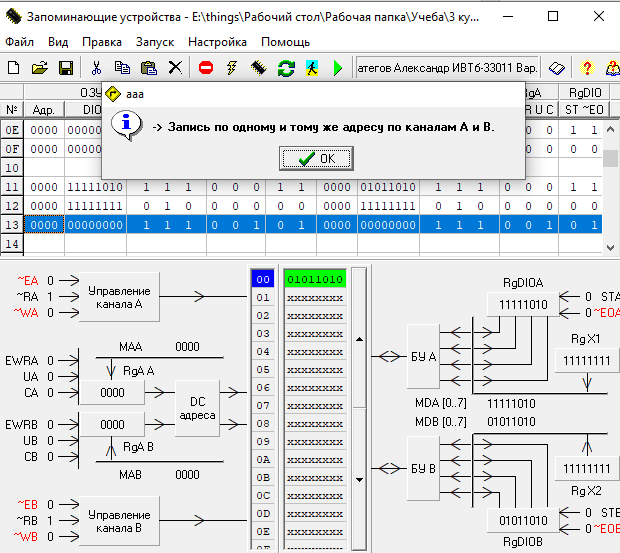 Запоминающие устройства - E:\things\Рабочий стол\Рабочая папка\Учеба\3 ку...
Файл Вид Правка Запуск Настройка Помощь
атегов Александр ИВТб-33011 Вар.
ОЗУ RgA RgDIO
№ Адр. DIO R U C ST ~EO
aaa
-> Запись по одному и тому же адресу по каналам А и В.
OK
0E 0000 1 1
0F 0000 0 0
10
11 0000 11111010 1 1 1 0 0 0 1 1 0000 01011010 1 1 1 0 0 0 1 1
12 0000 11111111 0 1 0 0 0 0 0 0 0000 11111111 0 1 0 0 0 0 0 0
13 0000 00000000 1 1 1 0 0 1 0 1 0000 00000000 1 1 1 0 0 1 0 1
14
~EA 0
~RA 1
~WA 0
Управление канала А
EWRA 0
UA 0
CA 0
MAA 0000
RgA A
0000
EWRB 0
UB 0
CB 0
0000
RgA B
MAB 0000
DC адреса
~EB 0
~RB 1
~WB 0
Управление канала В
00 01011010
01 xxxxxxxx
02 xxxxxxxx
03 xxxxxxxx
04 xxxxxxxx
05 xxxxxxxx
06 xxxxxxxx
07 xxxxxxxx
08 xxxxxxxx
09 xxxxxxxx
0A xxxxxxxx
0B xxxxxxxx
0C xxxxxxxx
0D xxxxxxxx
0E xxxxxxxx
RgDIOA
11111010
0 STA
0 ~EOA
БУ А
Rg X1
11111111
MDA [0..7] 11111010
MDB [0..7] 01011010
БУ В
11111111
Rg X2
01011010
RgDIOB
0 STB
0 ~EOB